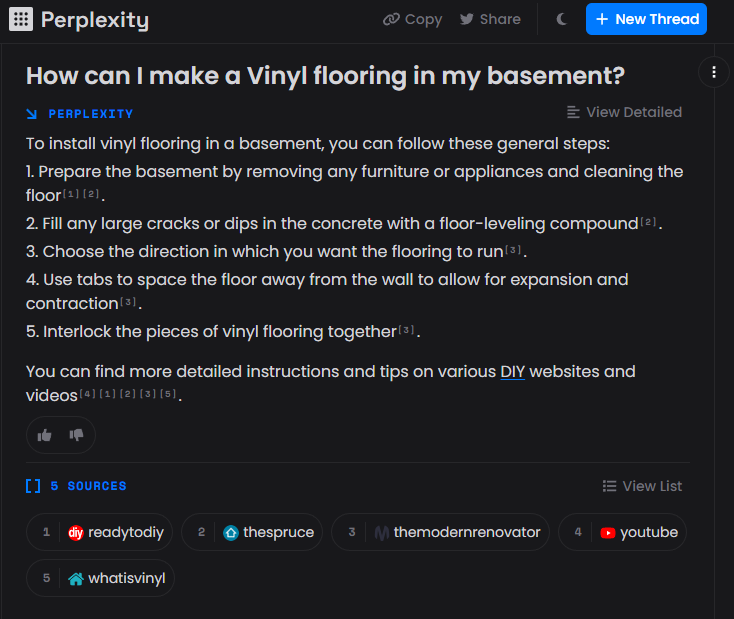 Perplexity
Copy Share + New Thread
How can I make a Vinyl flooring in my basement?
PERPLEXITY View Detailed
To install vinyl flooring in a basement, you can follow these general steps:
1. Prepare the basement by removing any furniture or appliances and cleaning the
floor[1][2].
2. Fill any large cracks or dips in the concrete with a floor-leveling compound[2].
3. Choose the direction in which you want the flooring to run[3].
4. Use tabs to space the floor away from the wall to allow for expansion and
contraction[3].
5. Interlock the pieces of vinyl flooring together[3].
You can find more detailed instructions and tips on various DIY websites and
videos[4][1][2][3][5].
5 SOURCES View List
1 diy readytodiy 2 thespruce 3 themodernrenovator 4 youtube
5 whatisvinyl